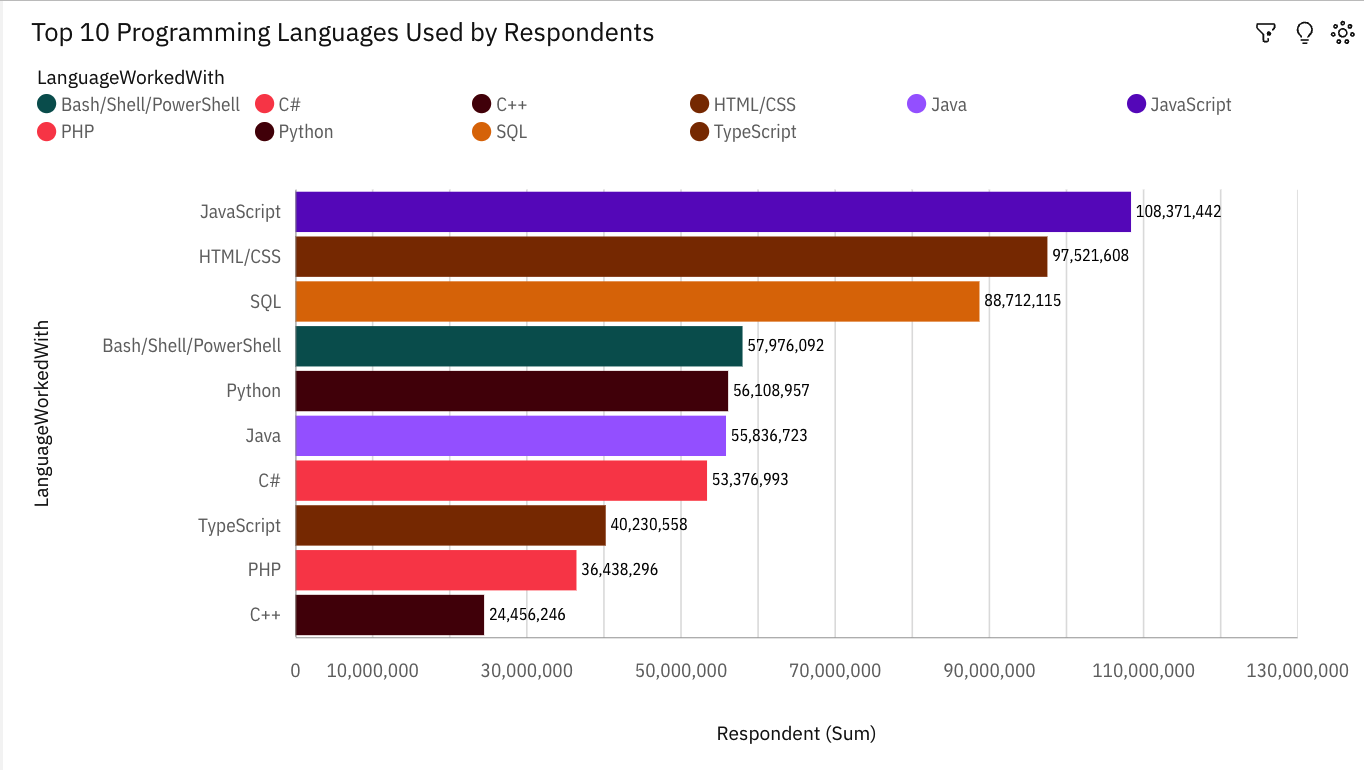 Top 10 Programming Languages Used by Respondents
LanguageWorkedWith
Bash/Shell/PowerShell C# C++ HTML/CSS Java JavaScript
PHP Python SQL TypeScript
LanguageWorkedWith
JavaScript 108,371,442
HTML/CSS 97,521,608
SQL 88,712,115
Bash/Shell/PowerShell 57,976,092
Python 56,108,957
Java 55,836,723
C# 53,376,993
TypeScript 40,230,558
PHP 36,438,296
C++ 24,456,246
0 10,000,000 30,000,000 50,000,000 70,000,000 90,000,000 110,000,000 130,000,000
Respondent (Sum)